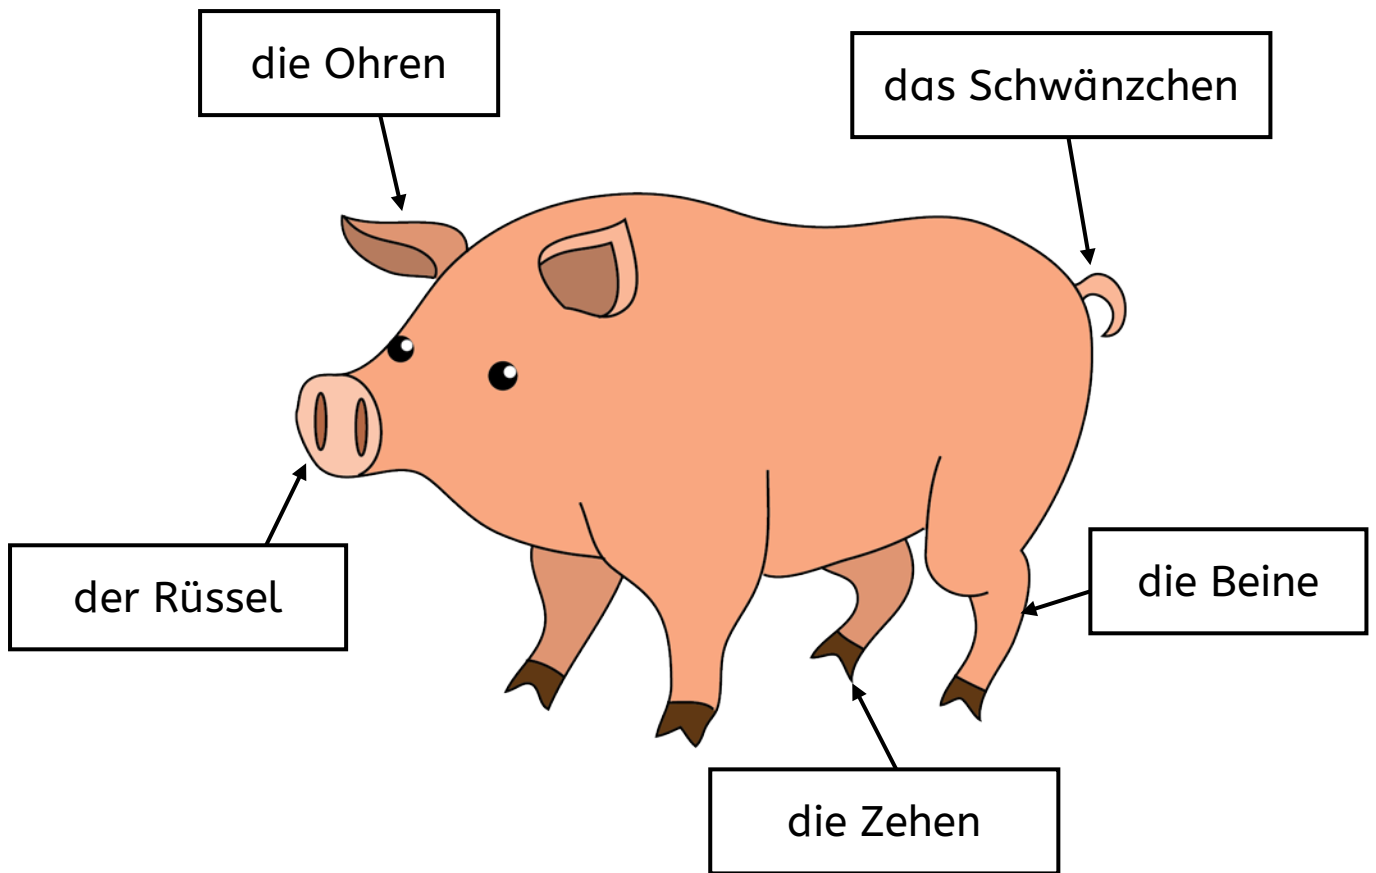 die Ohren
das Schwänzchen
der Rüssel
die Beine
die Zehen